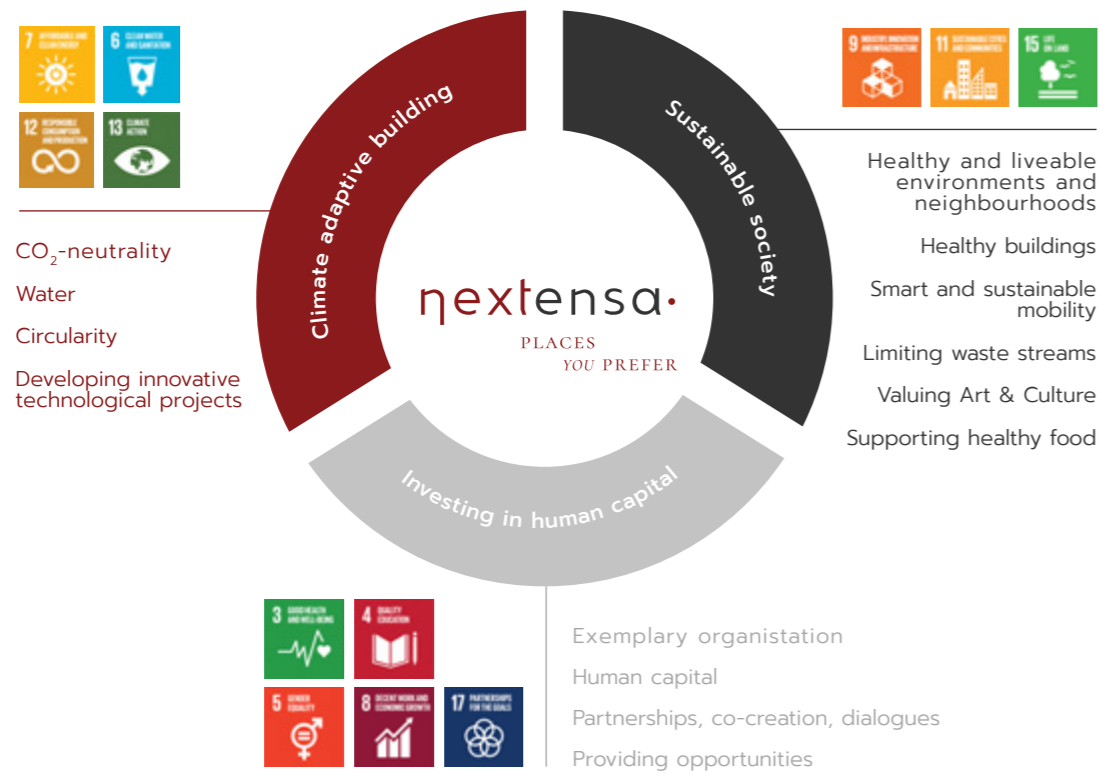 7 AFFORDABLE AND
CLEAN ENERGY
6 CLEAN WATER
AND SANITATION
12 RESPONSIBLE
CONSUMPTION
AND PRODUCTION
13 CLIMATE
ACTION
CO₂-neutrality
Water
Circularity
Developing innovative
technological projects
Climate adaptive building
Sustainable society
Investing in human capital
nextensa.
PLACES
YOU PREFER
9 INDUSTRY, INNOVATION
AND INFRASTRUCTURE
11 SUSTAINABLE CITIES
AND COMMUNITIES
15 LIFE
ON LAND
Healthy and liveable
environments and
neighbourhoods
Healthy buildings
Smart and sustainable
mobility
Limiting waste streams
Valuing Art & Culture
Supporting healthy food
3 GOOD HEALTH
AND WELL-BEING
4 QUALITY
EDUCATION
5 GENDER
EQUALITY
8 DECENT WORK AND
ECONOMIC GROWTH
17 PARTNERSHIPS
FOR THE GOALS
Exemplary organistation
Human capital
Partnerships, co-creation, dialogues
Providing opportunities